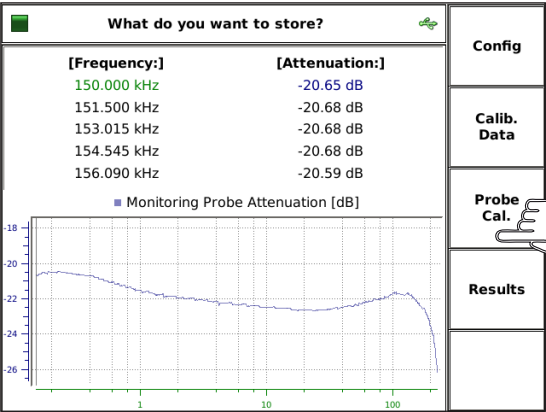 What do you want to store?
[Frequency:] [Attenuation:]
150.000 kHz -20.65 dB
151.500 kHz -20.68 dB
153.015 kHz -20.68 dB
154.545 kHz -20.68 dB
156.090 kHz -20.59 dB
Monitoring Probe Attenuation [dB]
-18
-20
-22
-24
-26
1 10 100
Config
Calib.
Data
Probe
Cal.
Results